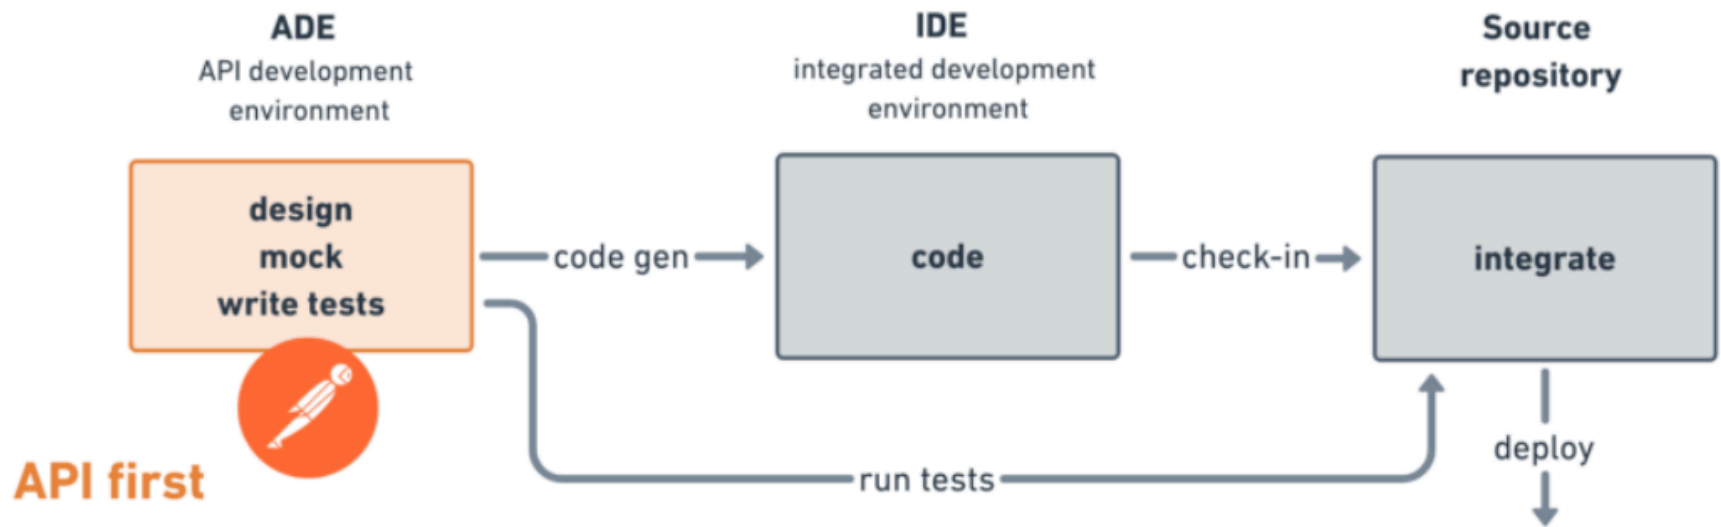 ADE
API development
environment
IDE
integrated development
environment
Source
repository
design
mock
write tests
code gen
code
check-in
integrate
run tests
deploy
API first